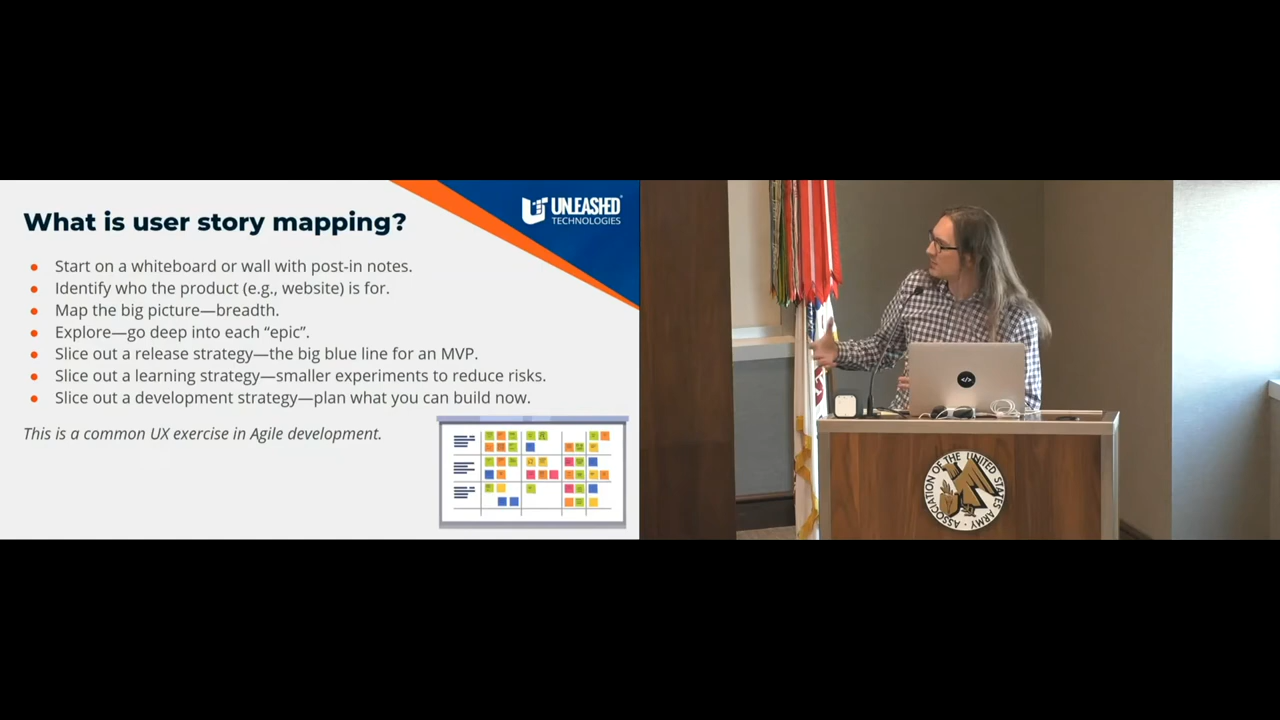 What is user story mapping?
UNLEASHED
TECHNOLOGIES
● Start on a whiteboard or wall with post-in notes.
● Identify who the product (e.g., website) is for.
● Map the big picture—breadth.
● Explore—go deep into each “epic”.
● Slice out a release strategy—the big blue line for an MVP.
● Slice out a learning strategy—smaller experiments to reduce risks.
● Slice out a development strategy—plan what you can build now.
This is a common UX exercise in Agile development.
</>
ASSOCIATION OF THE UNITED STATES ARMY